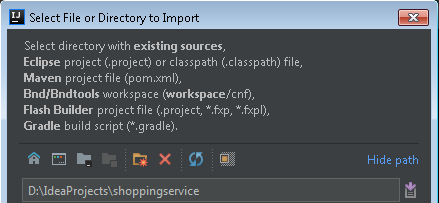 IJ Select File or Directory to Import
Select directory with existing sources,
Eclipse project (.project) or classpath (.classpath) file,
Maven project file (pom.xml),
Bnd/Bndtools workspace (workspace/cnf),
Flash Builder project file (.project, *.fxp, *.fxpl),
Gradle build script (*.gradle).
Hide path
D:\IdeaProjects\shoppingservice